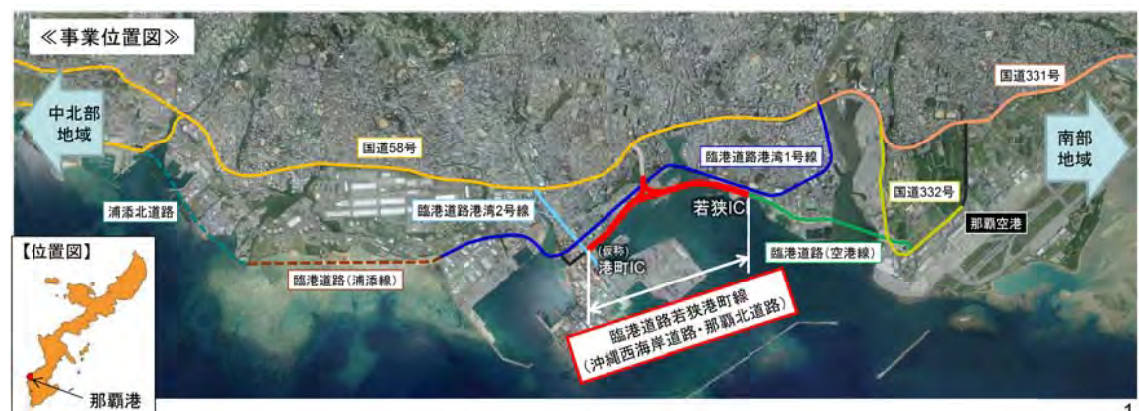 ≪事業位置図≫
中北部
地域
国道58号
国道331号
南部
地域
臨港道路港湾1号線
国道332号
浦添北道路
臨港道路港湾2号線
若狭IC
那覇空港
(仮称)
港町IC
臨港道路(空港線)
臨港道路(浦添線)
臨港道路若狭港町線
(沖縄西海岸道路・那覇北道路)
【位置図】
那覇港
1